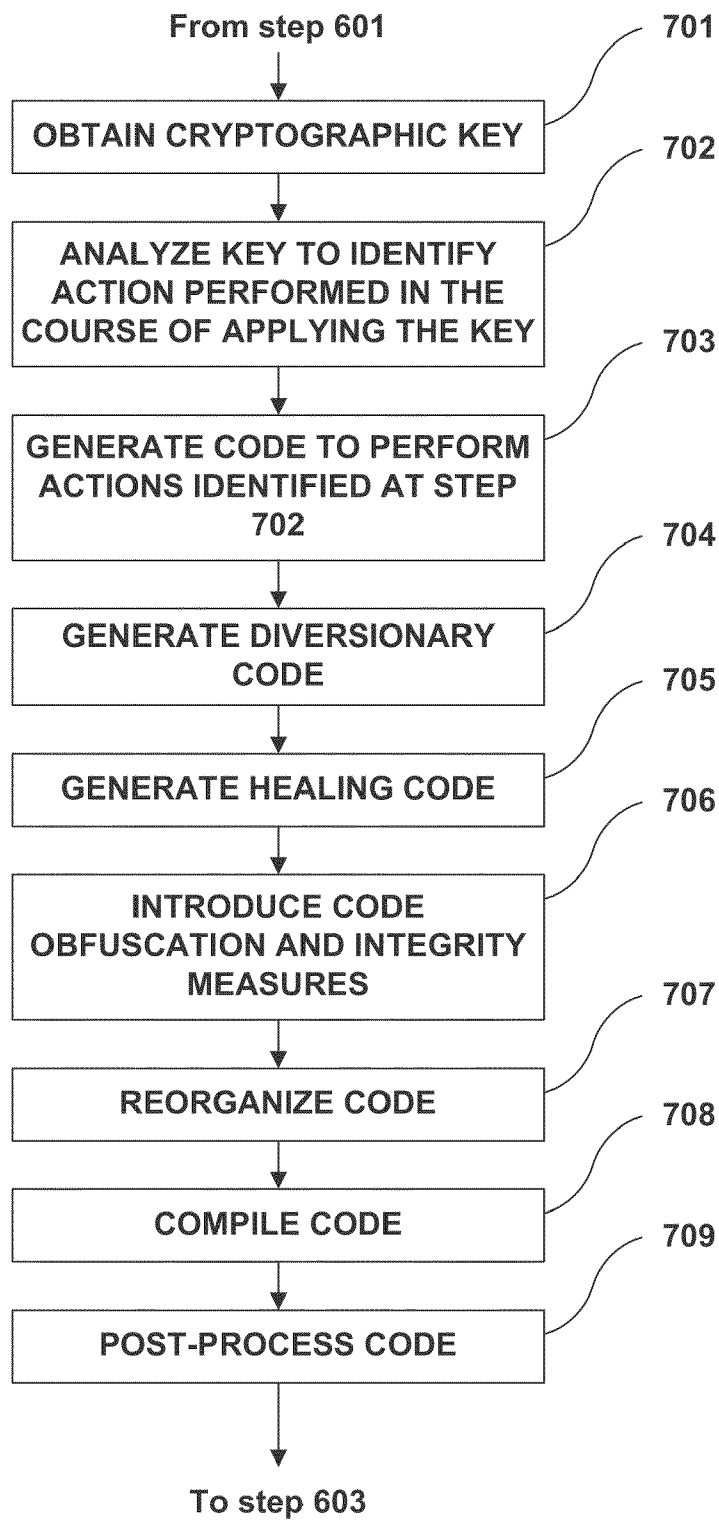 From step 601
701
OBTAIN CRYPTOGRAPHIC KEY
702
ANALYZE KEY TO IDENTIFY
ACTION PERFORMED IN THE
COURSE OF APPLYING THE KEY
703
GENERATE CODE TO PERFORM
ACTIONS IDENTIFIED AT STEP
702
704
GENERATE DIVERSIONARY
CODE
705
GENERATE HEALING CODE
706
INTRODUCE CODE
OBFUSCATION AND INTEGRITY
MEASURES
707
REORGANIZE CODE
708
COMPILE CODE
709
POST-PROCESS CODE
To step 603